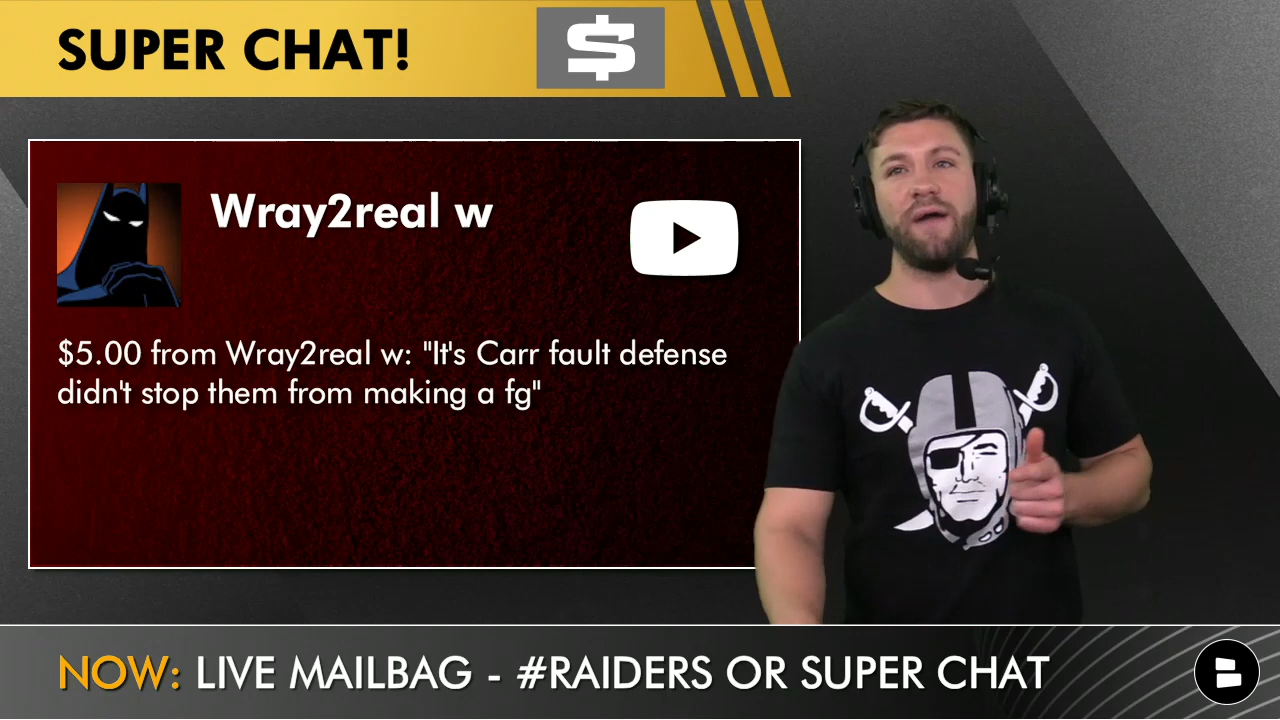 SUPER CHAT!
$
Wray2real w
$5.00 from Wray2real w: "It's Carr fault defense
didn't stop them from making a fg"
NOW: LIVE MAILBAG - #RAIDERS OR SUPER CHAT